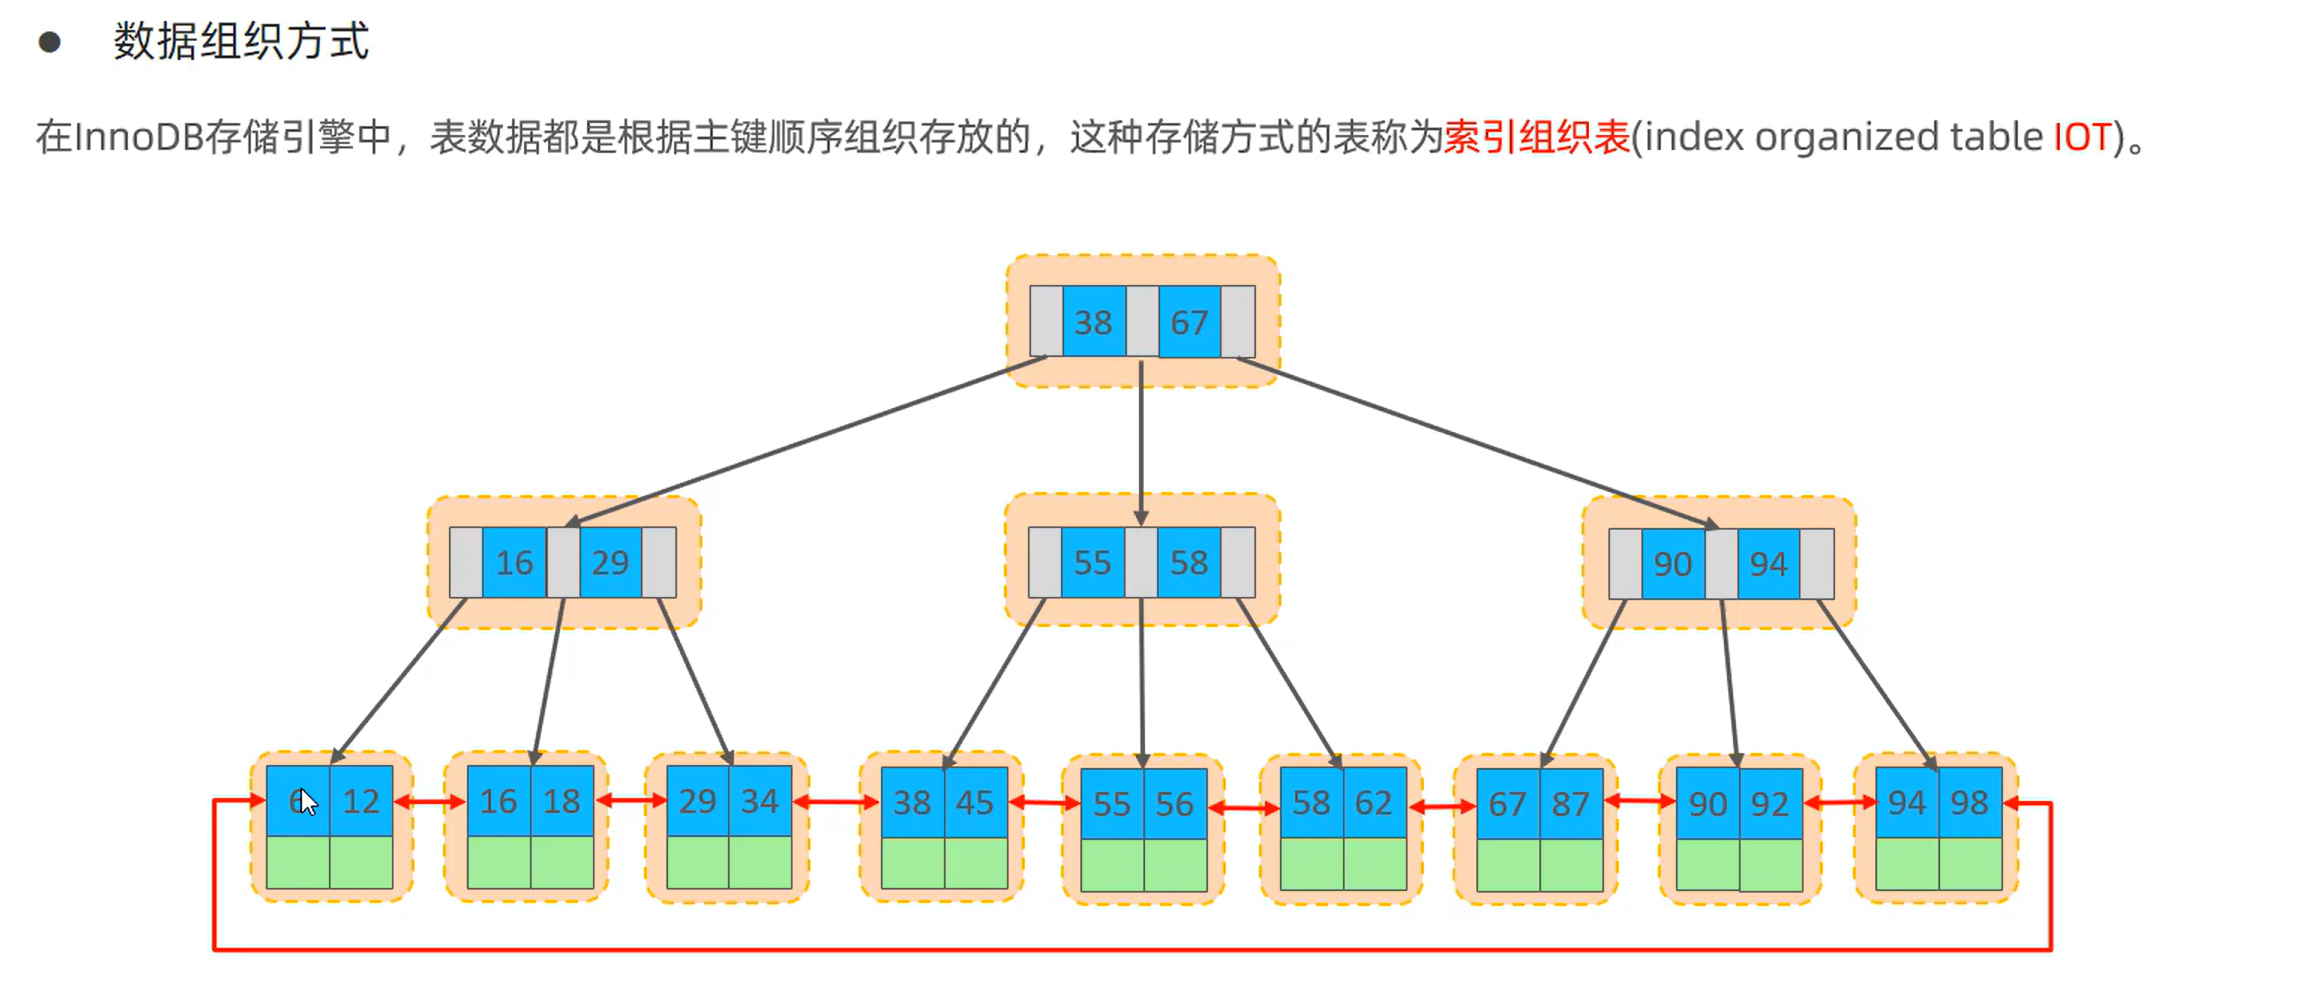 数据组织方式
在InnoDB存储引擎中，表数据都是根据主键顺序组织存放的，这种存储方式的表称为索引组织表(index organized table IOT)。
38 67
16 29 55 58 90 94
6 12 16 18 29 34 38 45 55 56 58 62 67 87 90 92 94 98